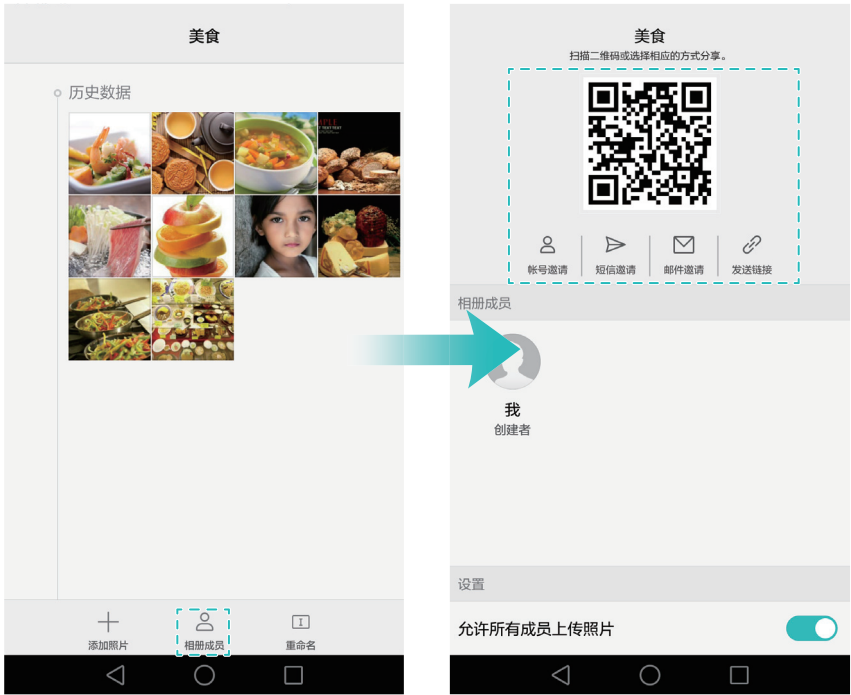 美食
历史数据
添加照片
相册成员
重命名
美食
扫描二维码或选择相应的方式分享。
帐号邀请
短信邀请
邮件邀请
发送链接
相册成员
我
创建者
设置
允许所有成员上传照片